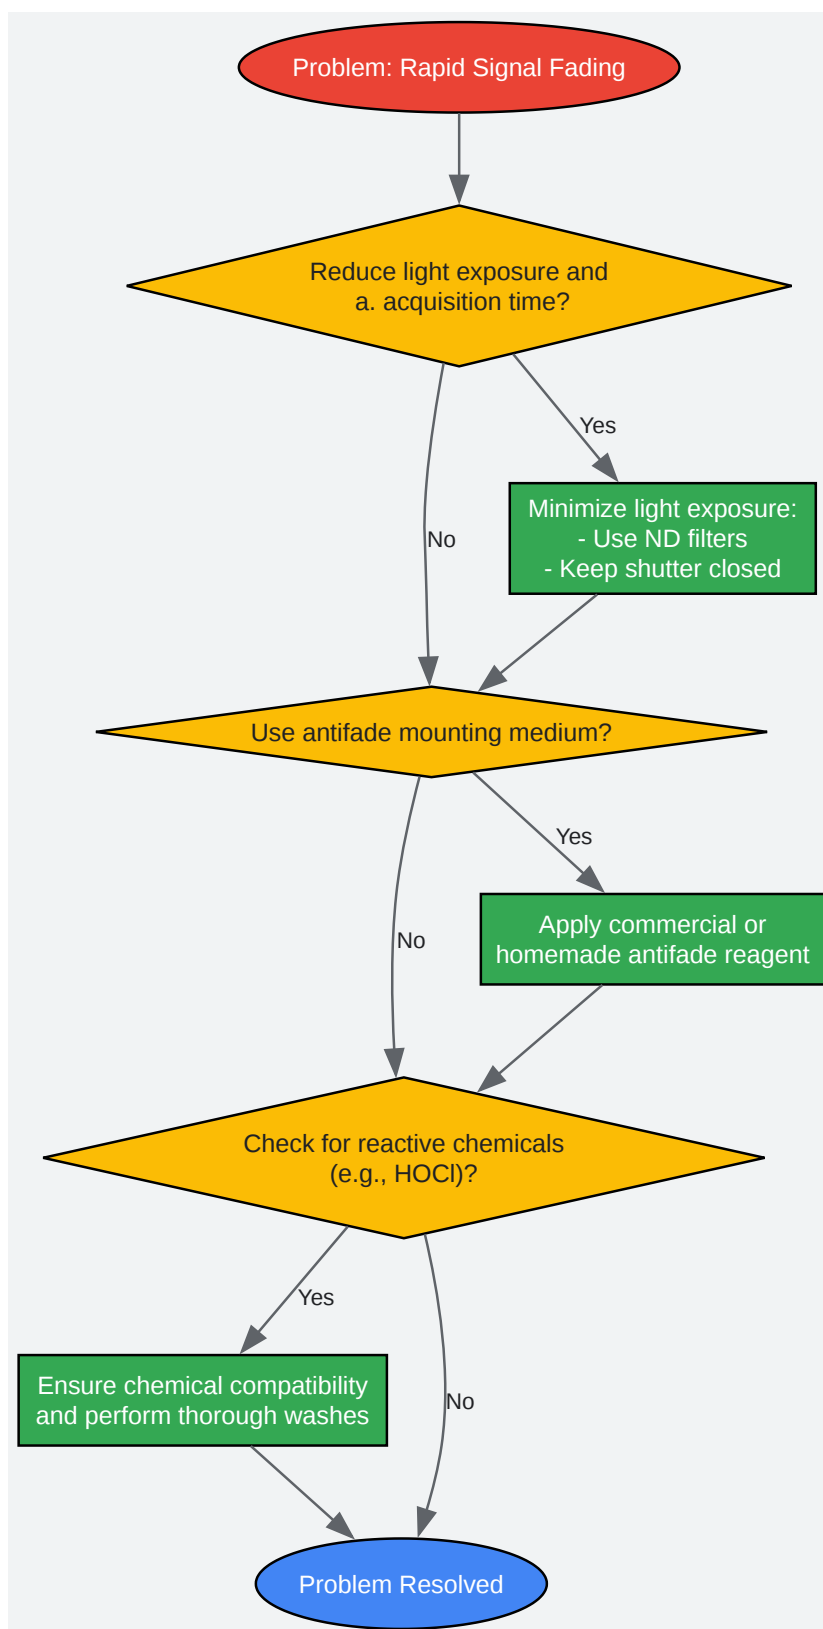 Problem: Rapid Signal Fading
Reduce light exposure and
a. acquisition time?
Yes
Minimize light exposure:
- Use ND filters
- Keep shutter closed
No
Use antifade mounting medium?
Yes
Apply commercial or
homemade antifade reagent
No
Check for reactive chemicals
(e.g., HOCl)?
Yes
Ensure chemical compatibility
and perform thorough washes
No
Problem Resolved